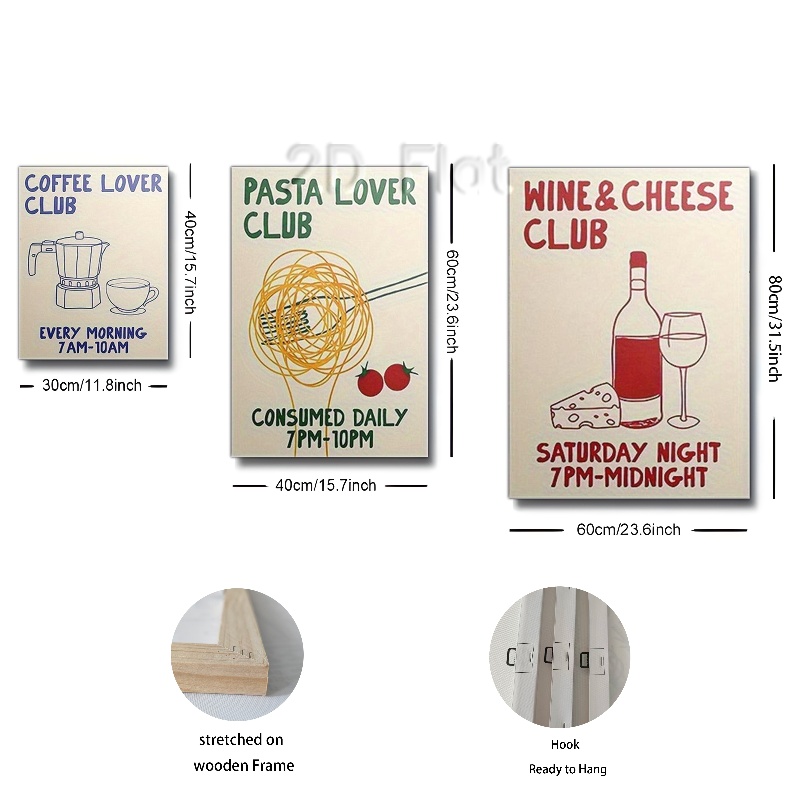 2D Flat
COFFEE LOVER
CLUB
EVERY MORNING
7AM-10AM
40cm/15.7inch
30cm/11.8inch
PASTA LOVER
CLUB
CONSUMED DAILY
7PM-10PM
60cm/23.6inch
40cm/15.7inch
WINE & CHEESE
CLUB
SATURDAY NIGHT
7PM-MIDNIGHT
80cm/31.5inch
60cm/23.6inch
stretched on
wooden Frame
Hook
Ready to Hang